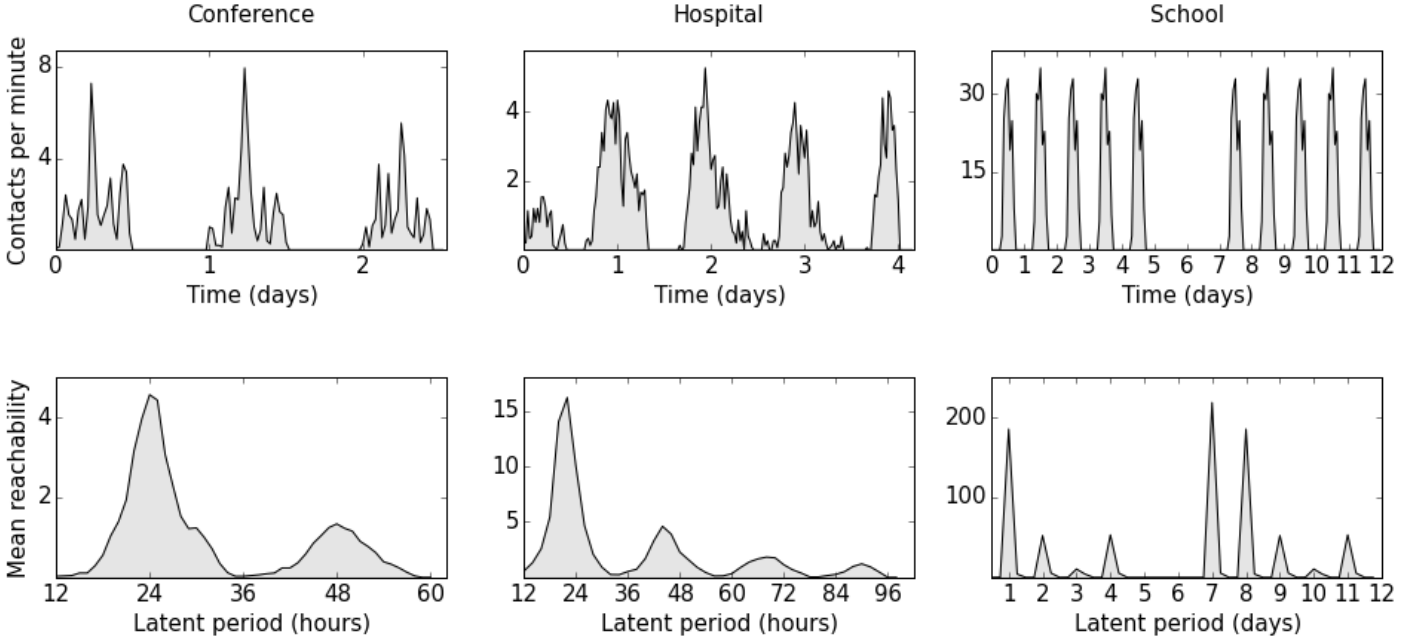 Conference
Hospital
School
Contacts per minute
8
4
0 1 2
Time (days)
4
2
0 1 2 3 4
Time (days)
30
15
0 1 2 3 4 5 6 7 8 9 10 11 12
Time (days)
Mean reachability
4
2
12 24 36 48 60
Latent period (hours)
15
10
5
12 24 36 48 60 72 84 96
Latent period (hours)
200
100
1 2 3 4 5 6 7 8 9 10 11 12
Latent period (days)